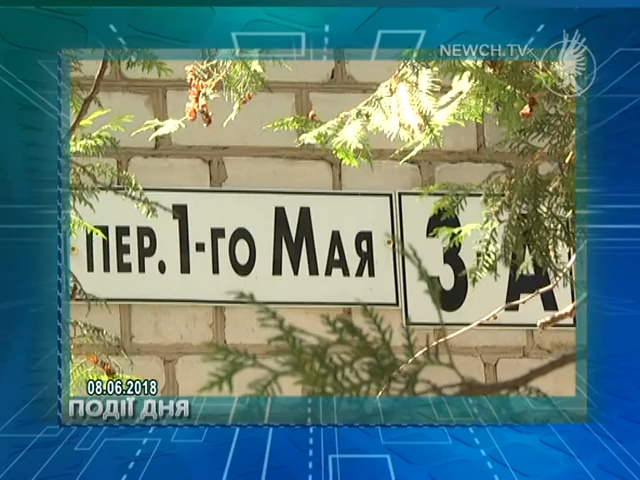 NEWCH.TV
ПЕР. 1-ГО МАЯ
3 А
08.06.2018
ПОДІЇ ДНЯ